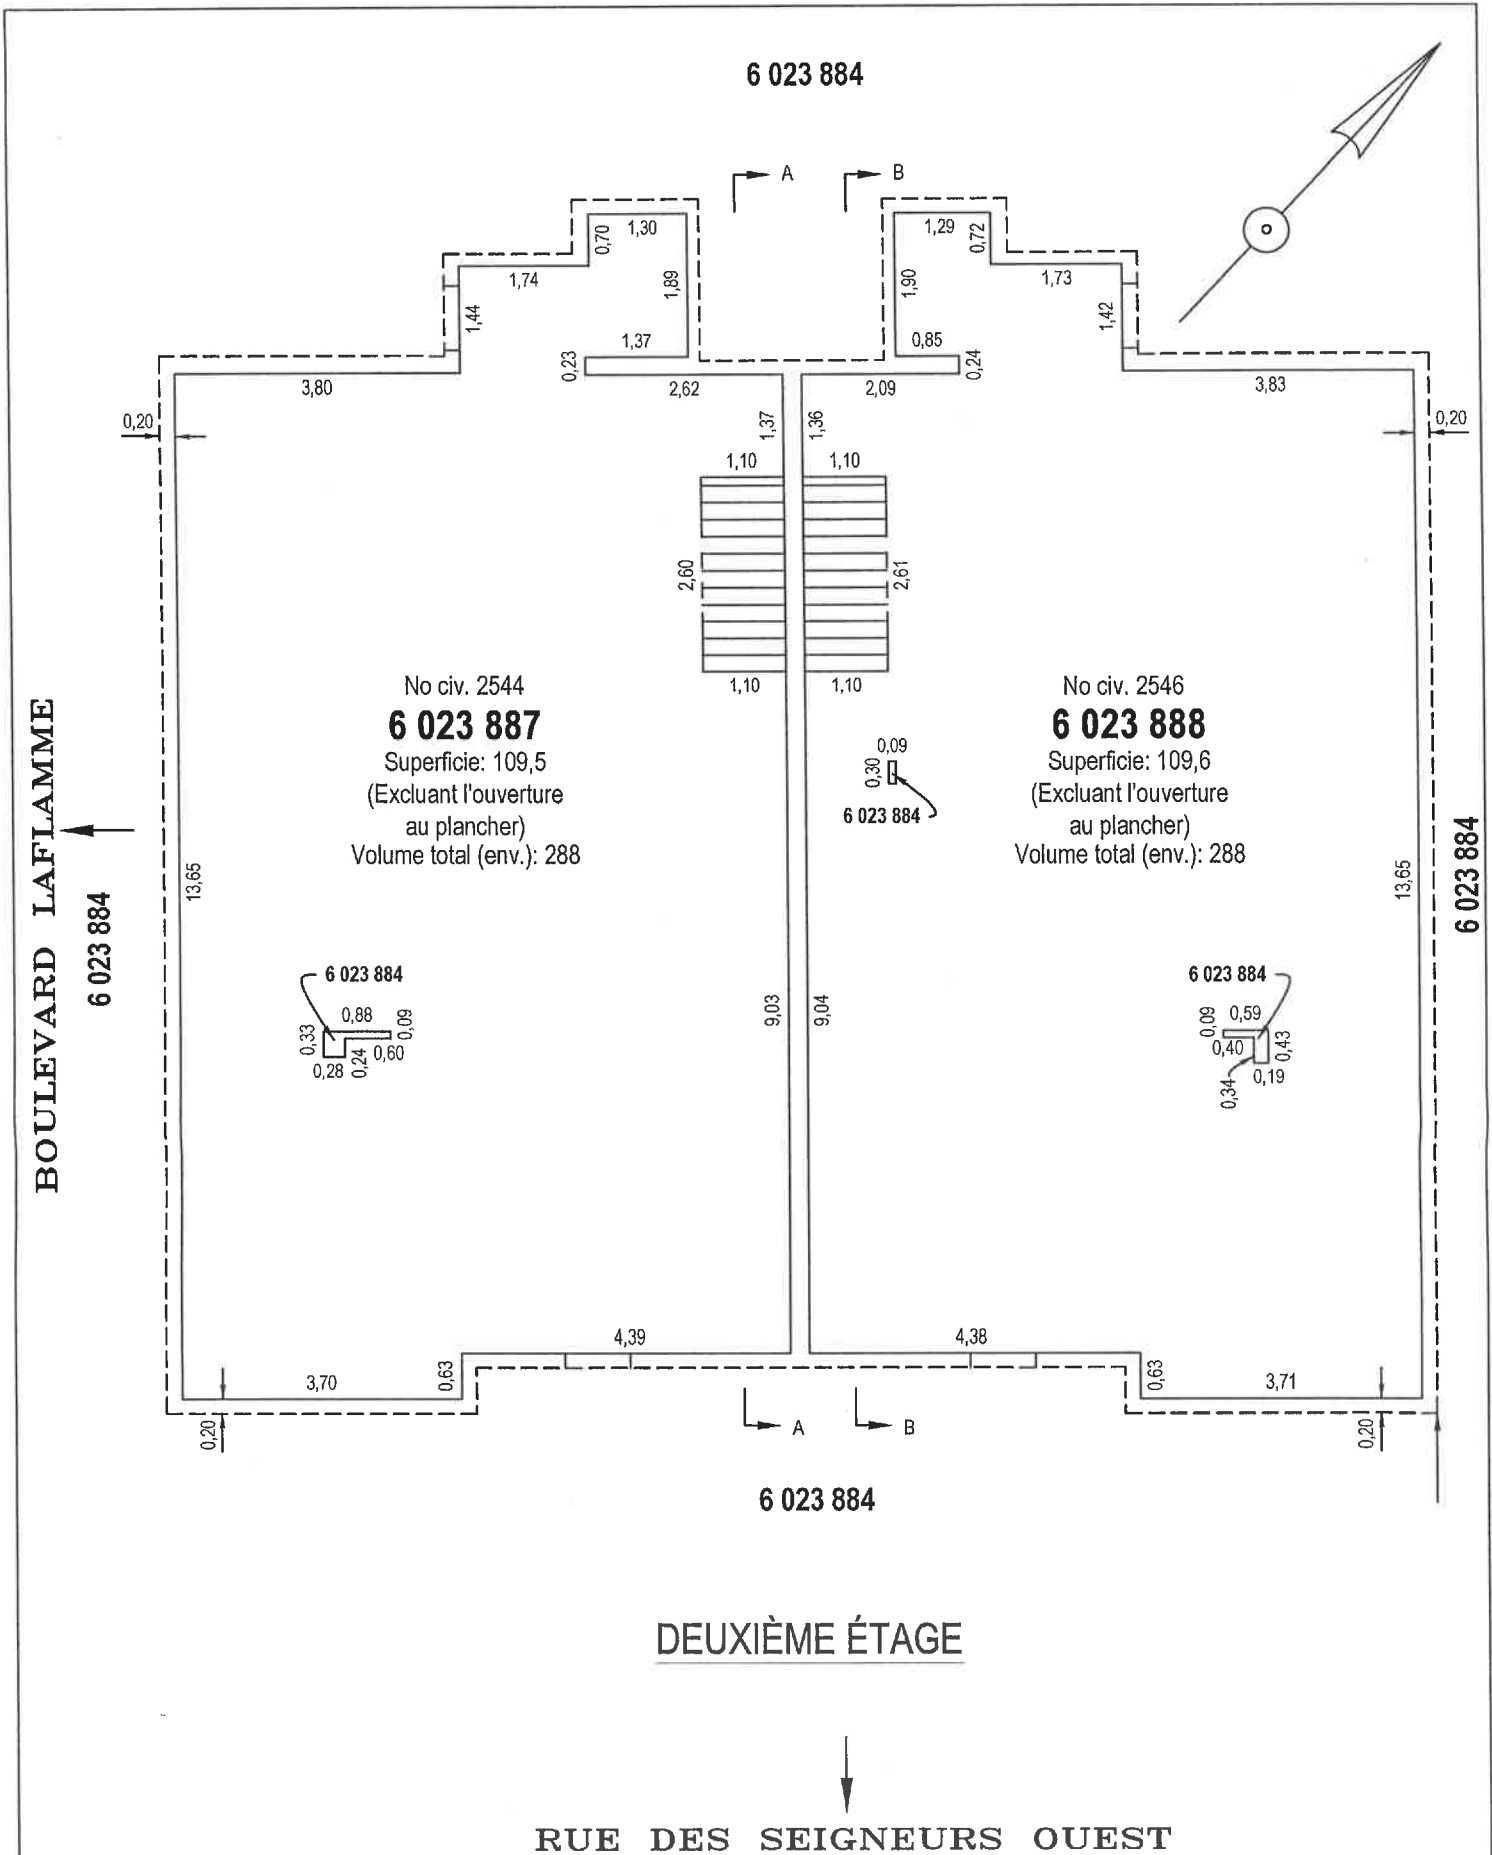 6 023 884
A
B
1,30
0,70
1,29
0,72
1,74
1,89
1,90
1,73
1,44
1,42
1,37
0,23
0,85
0,24
3,80
2,62
2,09
3,83
0,20
1,37
1,36
0,20
1,10
1,10
2,60
2,61
1,10
1,10
No civ. 2544
6 023 887
Superficie: 109,5
(Excluant l'ouverture
au plancher)
Volume total (env.): 288
No civ. 2546
6 023 888
Superficie: 109,6
(Excluant l'ouverture
au plancher)
Volume total (env.): 288
0,09
0,30
6 023 884
BOULEVARD LAFLAMME
6 023 884
13,65
13,65
6 023 884
6 023 884
0,88
0,09
0,33
0,60
0,28
0,24
9,03
9,04
6 023 884
0,09
0,59
0,40
0,43
0,34
0,19
4,39
4,38
3,70
0,63
0,63
3,71
0,20
0,20
A
B
6 023 884
DEUXIÈME ÉTAGE
RUE DES SEIGNEURS OUEST